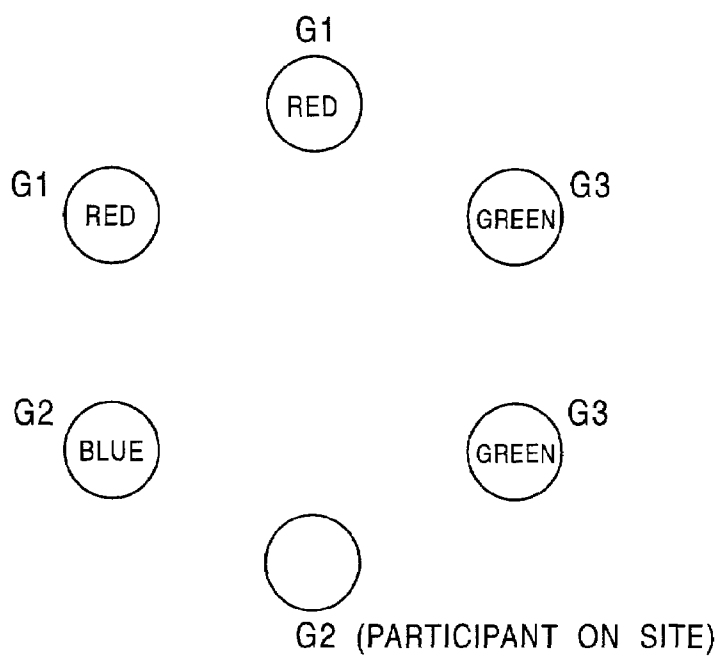 G1
RED
G1
RED
G3
GREEN
G2
BLUE
G3
GREEN
G2 (PARTICIPANT ON SITE)